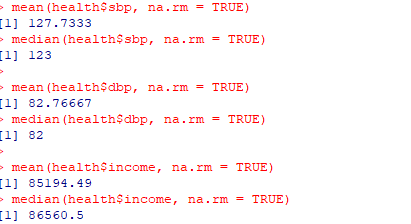 > mean(health$sbp, na.rm = TRUE)
[1] 127.7333
> median(health$sbp, na.rm = TRUE)
[1] 123
>
> mean(health$dbp, na.rm = TRUE)
[1] 82.76667
> median(health$dbp, na.rm = TRUE)
[1] 82
>
> mean(health$income, na.rm = TRUE)
[1] 85194.49
> median(health$income, na.rm = TRUE)
[1] 86560.5